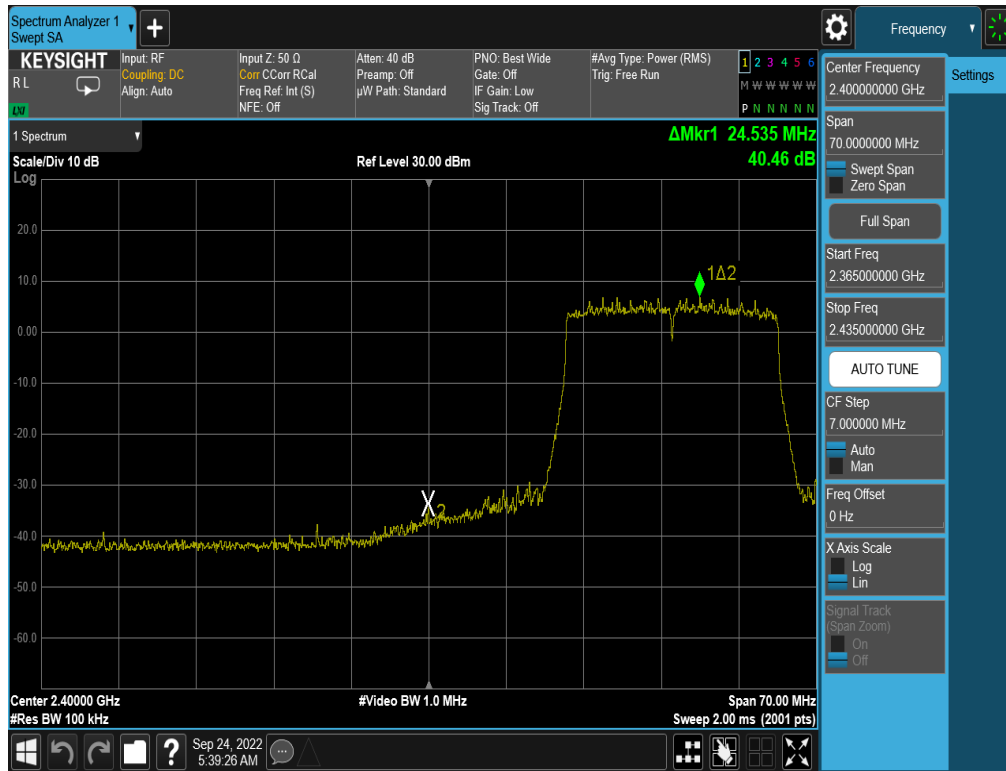 Spectrum Analyzer 1
Swept SA
Frequency
KEYSIGHT
R L
LXI
Input: RF
Coupling: DC
Align: Auto
Input Z: 50 Ω
Corr CCorr RCal
Freq Ref: Int (S)
NFE: Off
Atten: 40 dB
Preamp: Off
µW Path: Standard
PNO: Best Wide
Gate: Off
IF Gain: Low
Sig Track: Off
#Avg Type: Power (RMS)
Trig: Free Run
1 2 3 4 5 6
M W W W W W
P N N N N N
1 Spectrum
Scale/Div 10 dB
Log
Ref Level 30.00 dBm
ΔMkr1 24.535 MHz
40.46 dB
20.0
10.0
0.00
-10.0
-20.0
-30.0
-40.0
-50.0
-60.0
1Δ2
2
Center 2.40000 GHz
#Res BW 100 kHz
#Video BW 1.0 MHz
Span 70.00 MHz
Sweep 2.00 ms (2001 pts)
Center Frequency
2.400000000 GHz
Settings
Span
70.0000000 MHz
Swept Span
Zero Span
Full Span
Start Freq
2.365000000 GHz
Stop Freq
2.435000000 GHz
AUTO TUNE
CF Step
7.000000 MHz
Auto
Man
Freq Offset
0 Hz
X Axis Scale
Log
Lin
Signal Track
(Span Zoom)
On
Off
?
Sep 24, 2022
5:39:26 AM